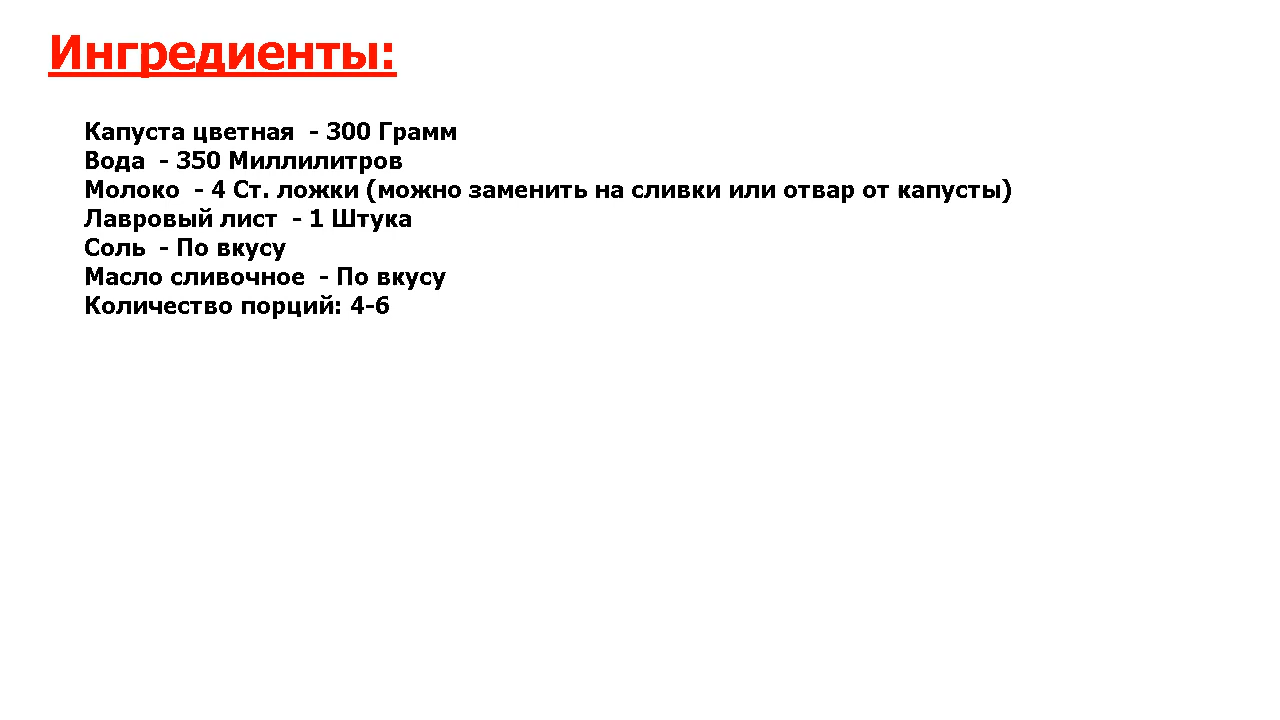 Ингредиенты:
Капуста цветная  - 300 Грамм
Вода  - 350 Миллилитров
Молоко  - 4 Ст. ложки (можно заменить на сливки или отвар от капусты)
Лавровый лист  - 1 Штука
Соль  - По вкусу
Масло сливочное  - По вкусу
Количество порций: 4-6